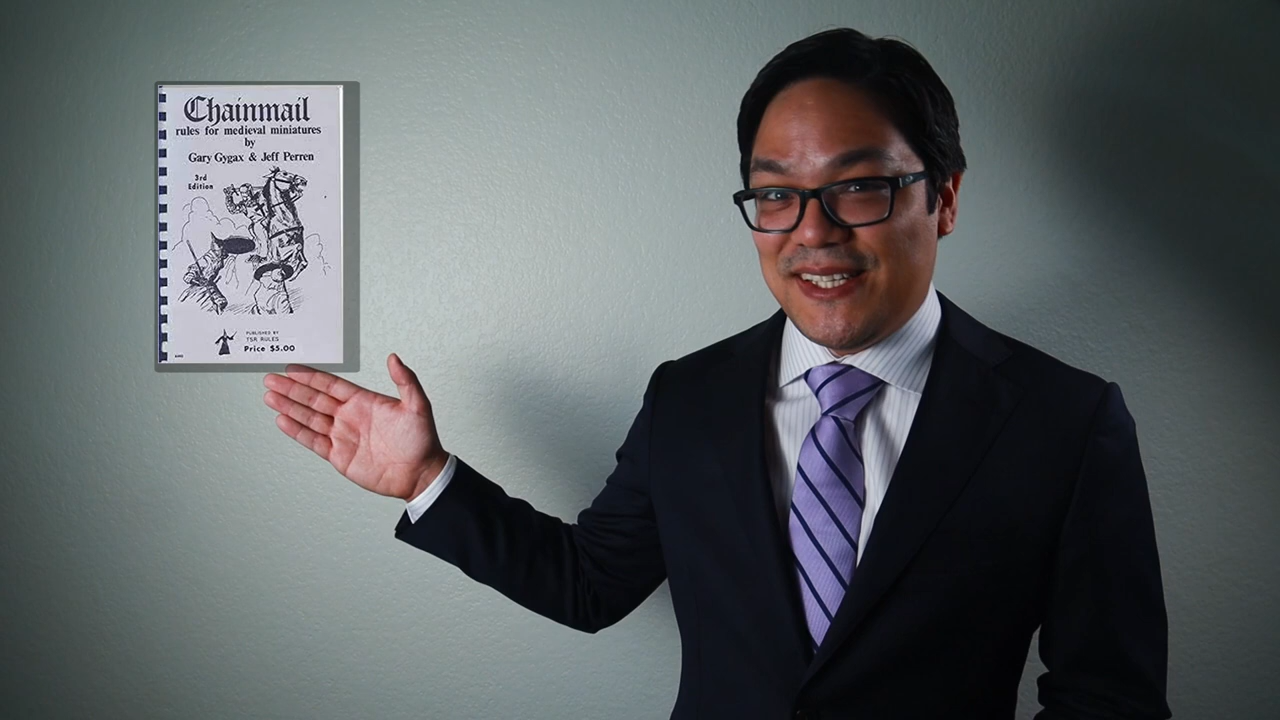 Chainmail
rules for medieval miniatures
by
Gary Gygax & Jeff Perren
3rd
Edition
PUBLISHED BY
TSR RULES
Price $5.00